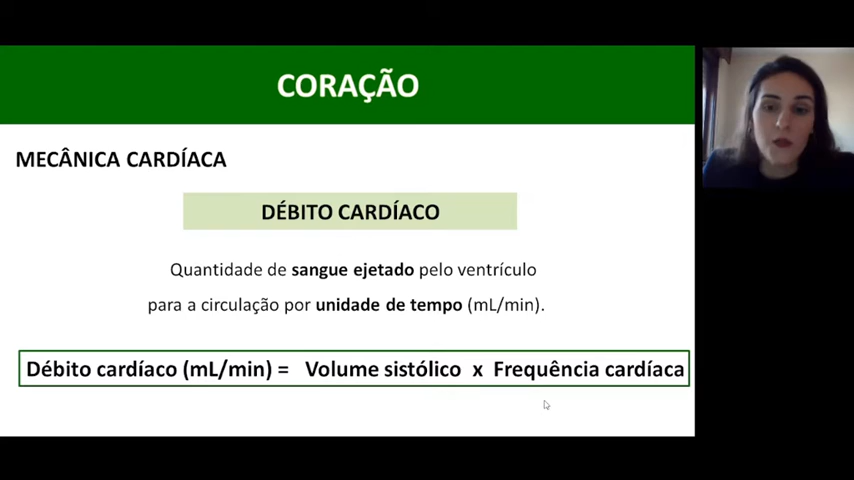 CORAÇÃO
MECÂNICA CARDÍACA
DÉBITO CARDÍACO
Quantidade de sangue ejetado pelo ventrículo
para a circulação por unidade de tempo (mL/min).
Débito cardíaco (mL/min) = Volume sistólico x Frequência cardíaca